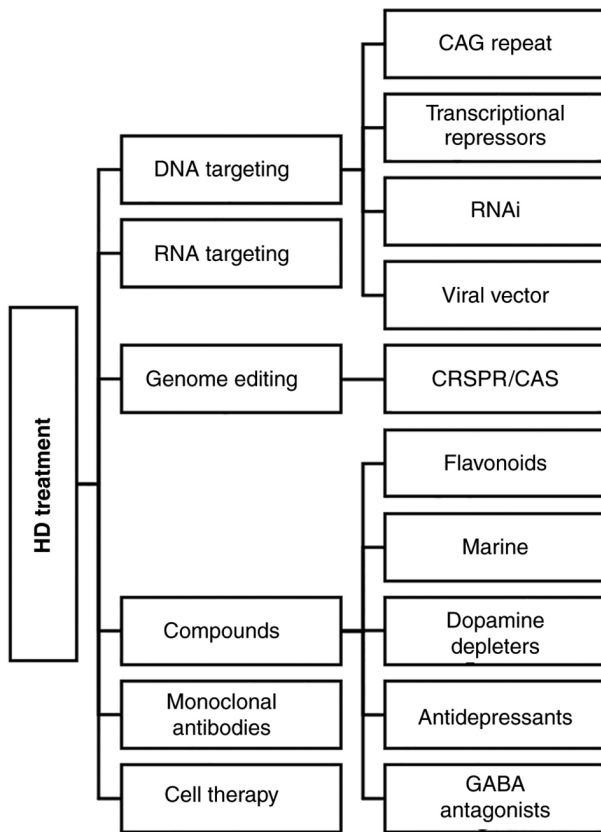 HD treatment
DNA targeting
CAG repeat
Transcriptional
repressors
RNAi
Viral vector
RNA targeting
Genome editing
CRSPR/CAS
Compounds
Flavonoids
Marine
Dopamine
depleters
Antidepressants
GABA
antagonists
Monoclonal
antibodies
Cell therapy